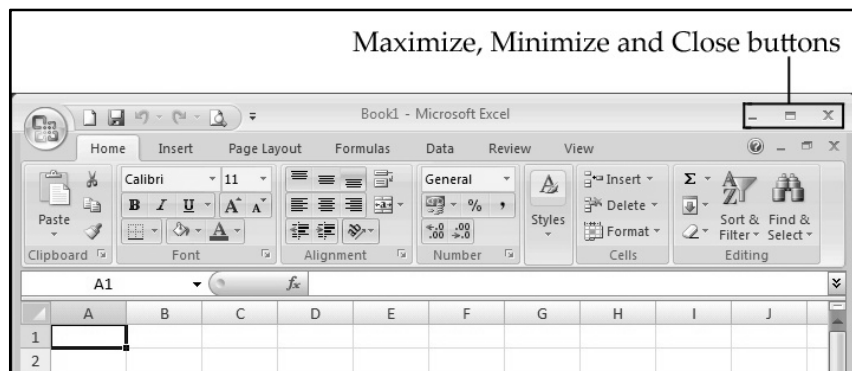 Maximize, Minimize and Close buttons
Book1 - Microsoft Excel
Home Insert Page Layout Formulas Data Review View
Calibri 11 General Insert Σ
B I U A A % , Delete
Paste Styles Sort & Find &
A .00 .00 Format Filter Select
Clipboard Font Alignment Number Cells Editing
A1 fx
A B C D E F G H I J
1
2